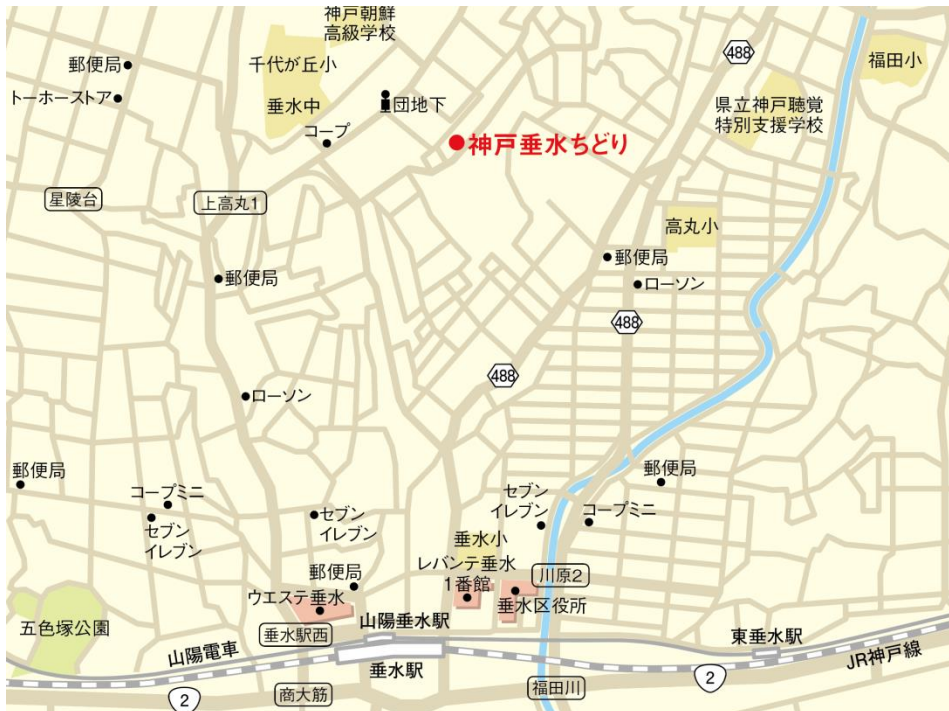 神戸朝鮮
高級学校
488
郵便局
千代が丘小
福田小
トーホーストア
垂水中
団地下
県立神戸聴覚
特別支援学校
コープ
神戸垂水ちどり
星陵台
上高丸1
高丸小
郵便局
郵便局
ローソン
488
488
ローソン
郵便局
郵便局
コープミニ
セブン
イレブン
セブン
イレブン
セブン
イレブン
コープミニ
垂水小
レバンテ垂水
1番館
川原2
郵便局
ウエステ垂水
垂水区役所
五色塚公園
垂水駅西
山陽垂水駅
東垂水駅
山陽電車
垂水駅
JR神戸線
2
商大筋
福田川
2